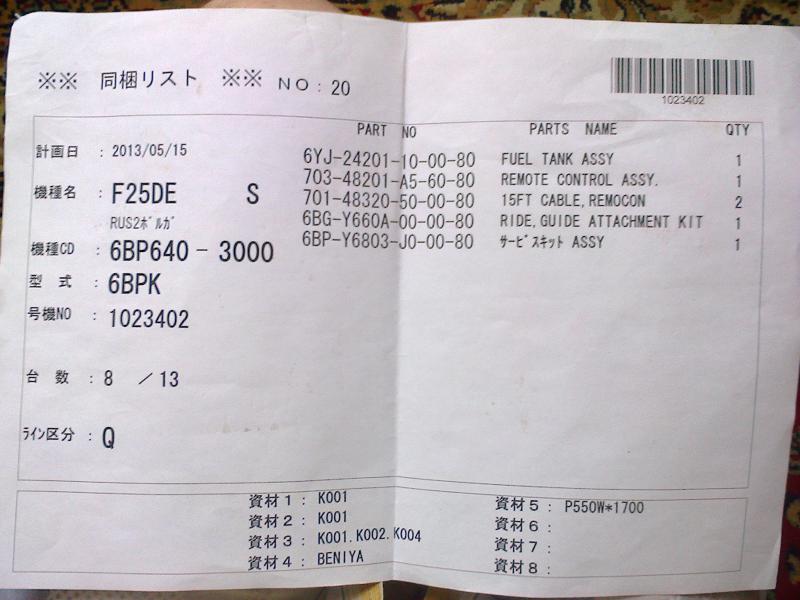 ※※ 同梱リスト ※※ NO: 20
1023402
PART NO PARTS NAME QTY
計画日 : 2013/05/15
機種名 : F25DE S
RUS2ﾎﾞﾙｶﾞ
機種CD : 6BP640-3000
型 式 : 6BPK
号機NO : 1023402
台 数 : 8 /13
ﾗｲﾝ区分 : Q
6YJ-24201-10-00-80 FUEL TANK ASSY 1
703-48201-A5-60-80 REMOTE CONTROL ASSY. 1
701-48320-50-00-80 15FT CABLE,REMOCON 2
6BG-Y660A-00-00-80 RIDE,GUIDE ATTACHMENT KIT 1
6BP-Y6803-J0-00-80 ｻｰﾋﾞｽｷｯﾄ ASSY 1
資材1 : K001
資材2 : K001
資材3 : K001.K002.K004
資材4 : BENIYA
資材5 : P550W*1700
資材6 :
資材7 :
資材8 :